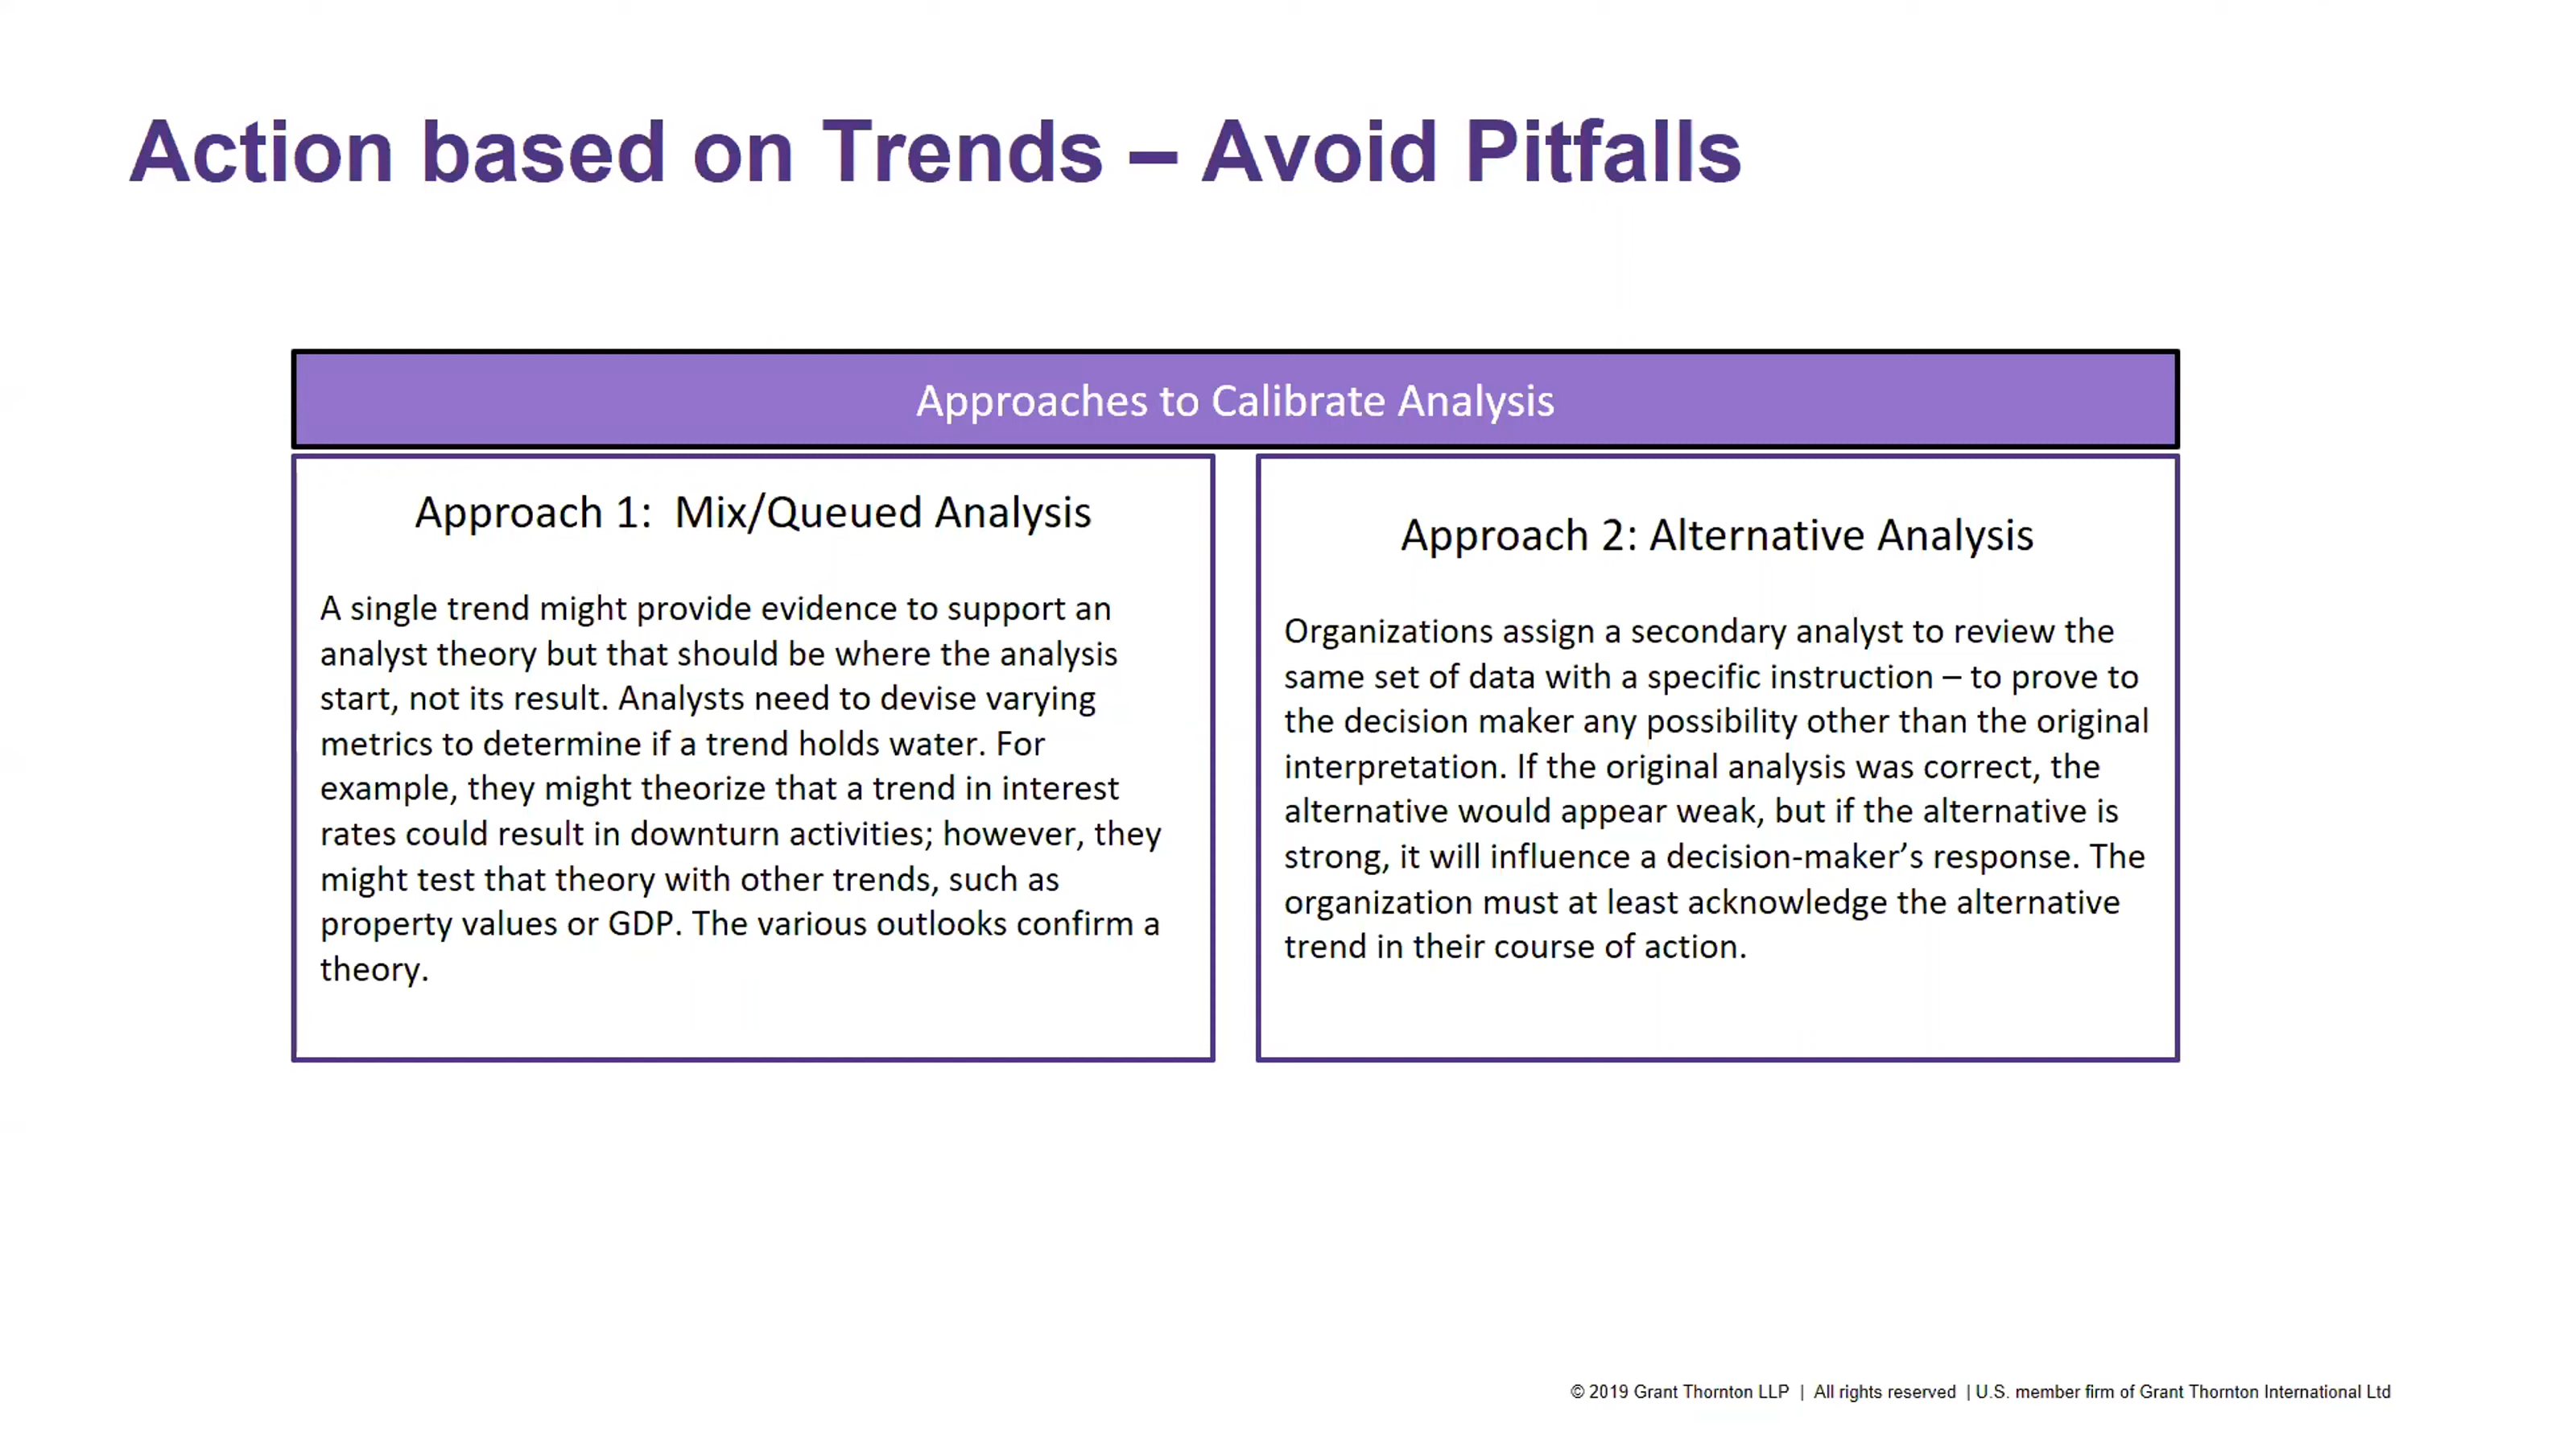 Action based on Trends – Avoid Pitfalls
Approaches to Calibrate Analysis
Approach 1:  Mix/Queued Analysis
A single trend might provide evidence to support an
analyst theory but that should be where the analysis
start, not its result. Analysts need to devise varying
metrics to determine if a trend holds water. For
example, they might theorize that a trend in interest
rates could result in downturn activities; however, they
might test that theory with other trends, such as
property values or GDP. The various outlooks confirm a
theory.
Approach 2: Alternative Analysis
Organizations assign a secondary analyst to review the
same set of data with a specific instruction – to prove to
the decision maker any possibility other than the original
interpretation. If the original analysis was correct, the
alternative would appear weak, but if the alternative is
strong, it will influence a decision-maker’s response. The
organization must at least acknowledge the alternative
trend in their course of action.
© 2019 Grant Thornton LLP | All rights reserved | U.S. member firm of Grant Thornton International Ltd